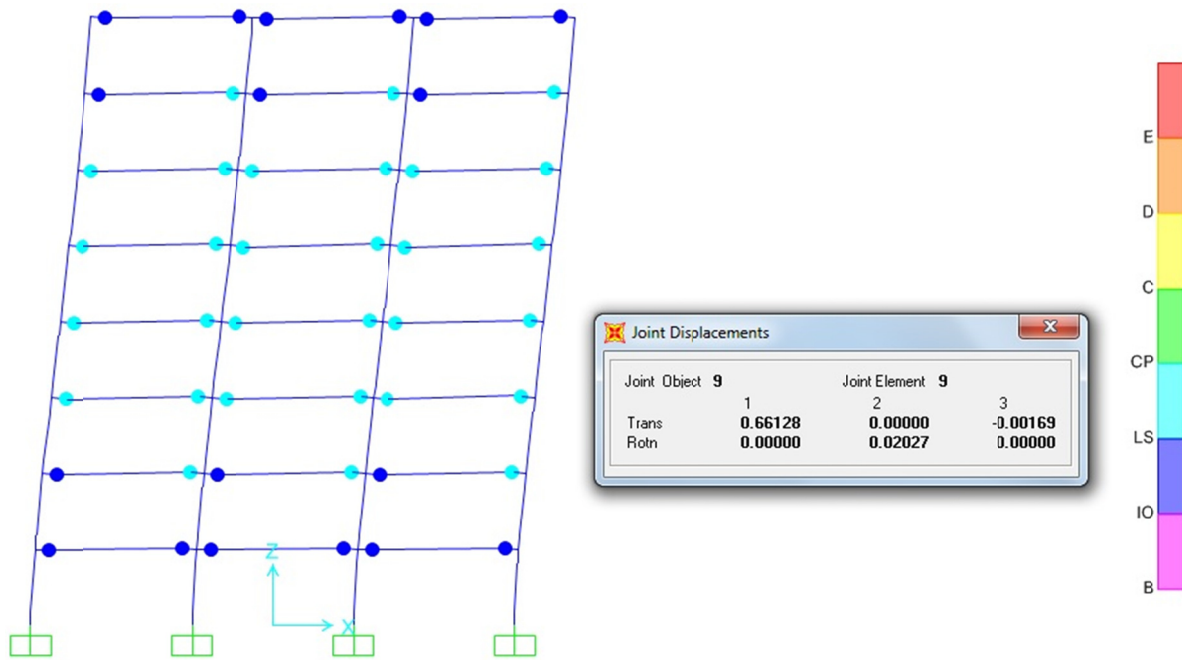 Z
X
Joint Displacements
Joint Object 9 Joint Element 9
1 2 3
Trans 0.66128 0.00000 -0.00169
Rotn 0.00000 0.02027 0.00000
E
D
C
CP
LS
IO
B